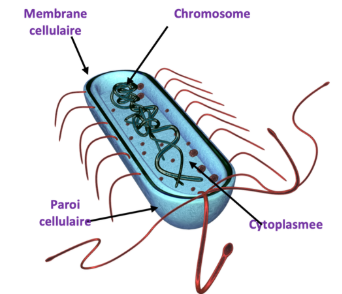 Membrane
cellulaire
Chromosome
Paroi
cellulaire
Cytoplasmee